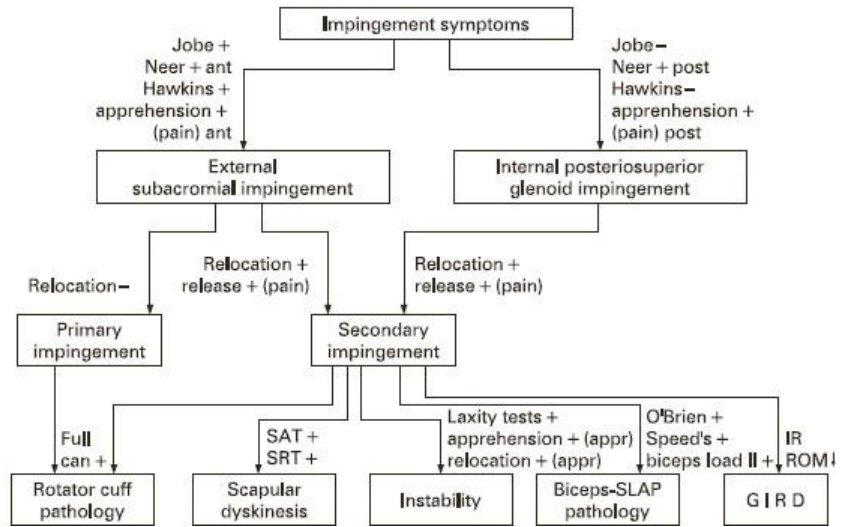 Impingement symptoms
Jobe +
Neer + ant
Hawkins +
apprehension +
(pain) ant
Jobe –
Neer + post
Hawkins –
apprenhension +
(pain) post
External
subacromial impingement
Internal posteriosuperior
glenoid impingement
Relocation –
Relocation +
release + (pain)
Relocation +
release + (pain)
Primary
impingement
Secondary
impingement
Full
can +
SAT +
SRT +
Laxity tests +
apprehension + (appr)
relocation + (appr)
O'Brien +
Speed's +
biceps load II +
IR
ROM↓
Rotator cuff
pathology
Scapular
dyskinesis
Instability
Biceps-SLAP
pathology
G I R D